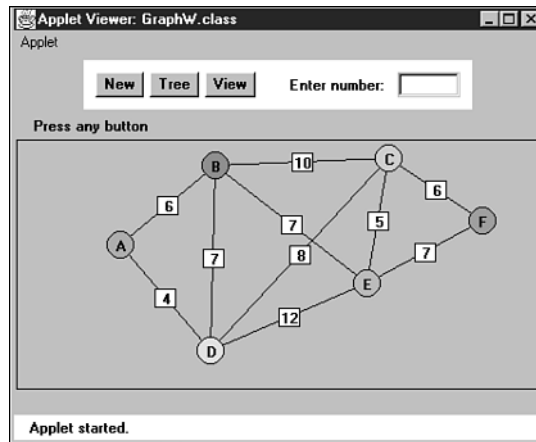 Applet Viewer: GraphW.class
Applet
New Tree View Enter number:
Press any button
B 10 C
6 6
7 5 F
A 7 8 7
E
4 12
D
Applet started.